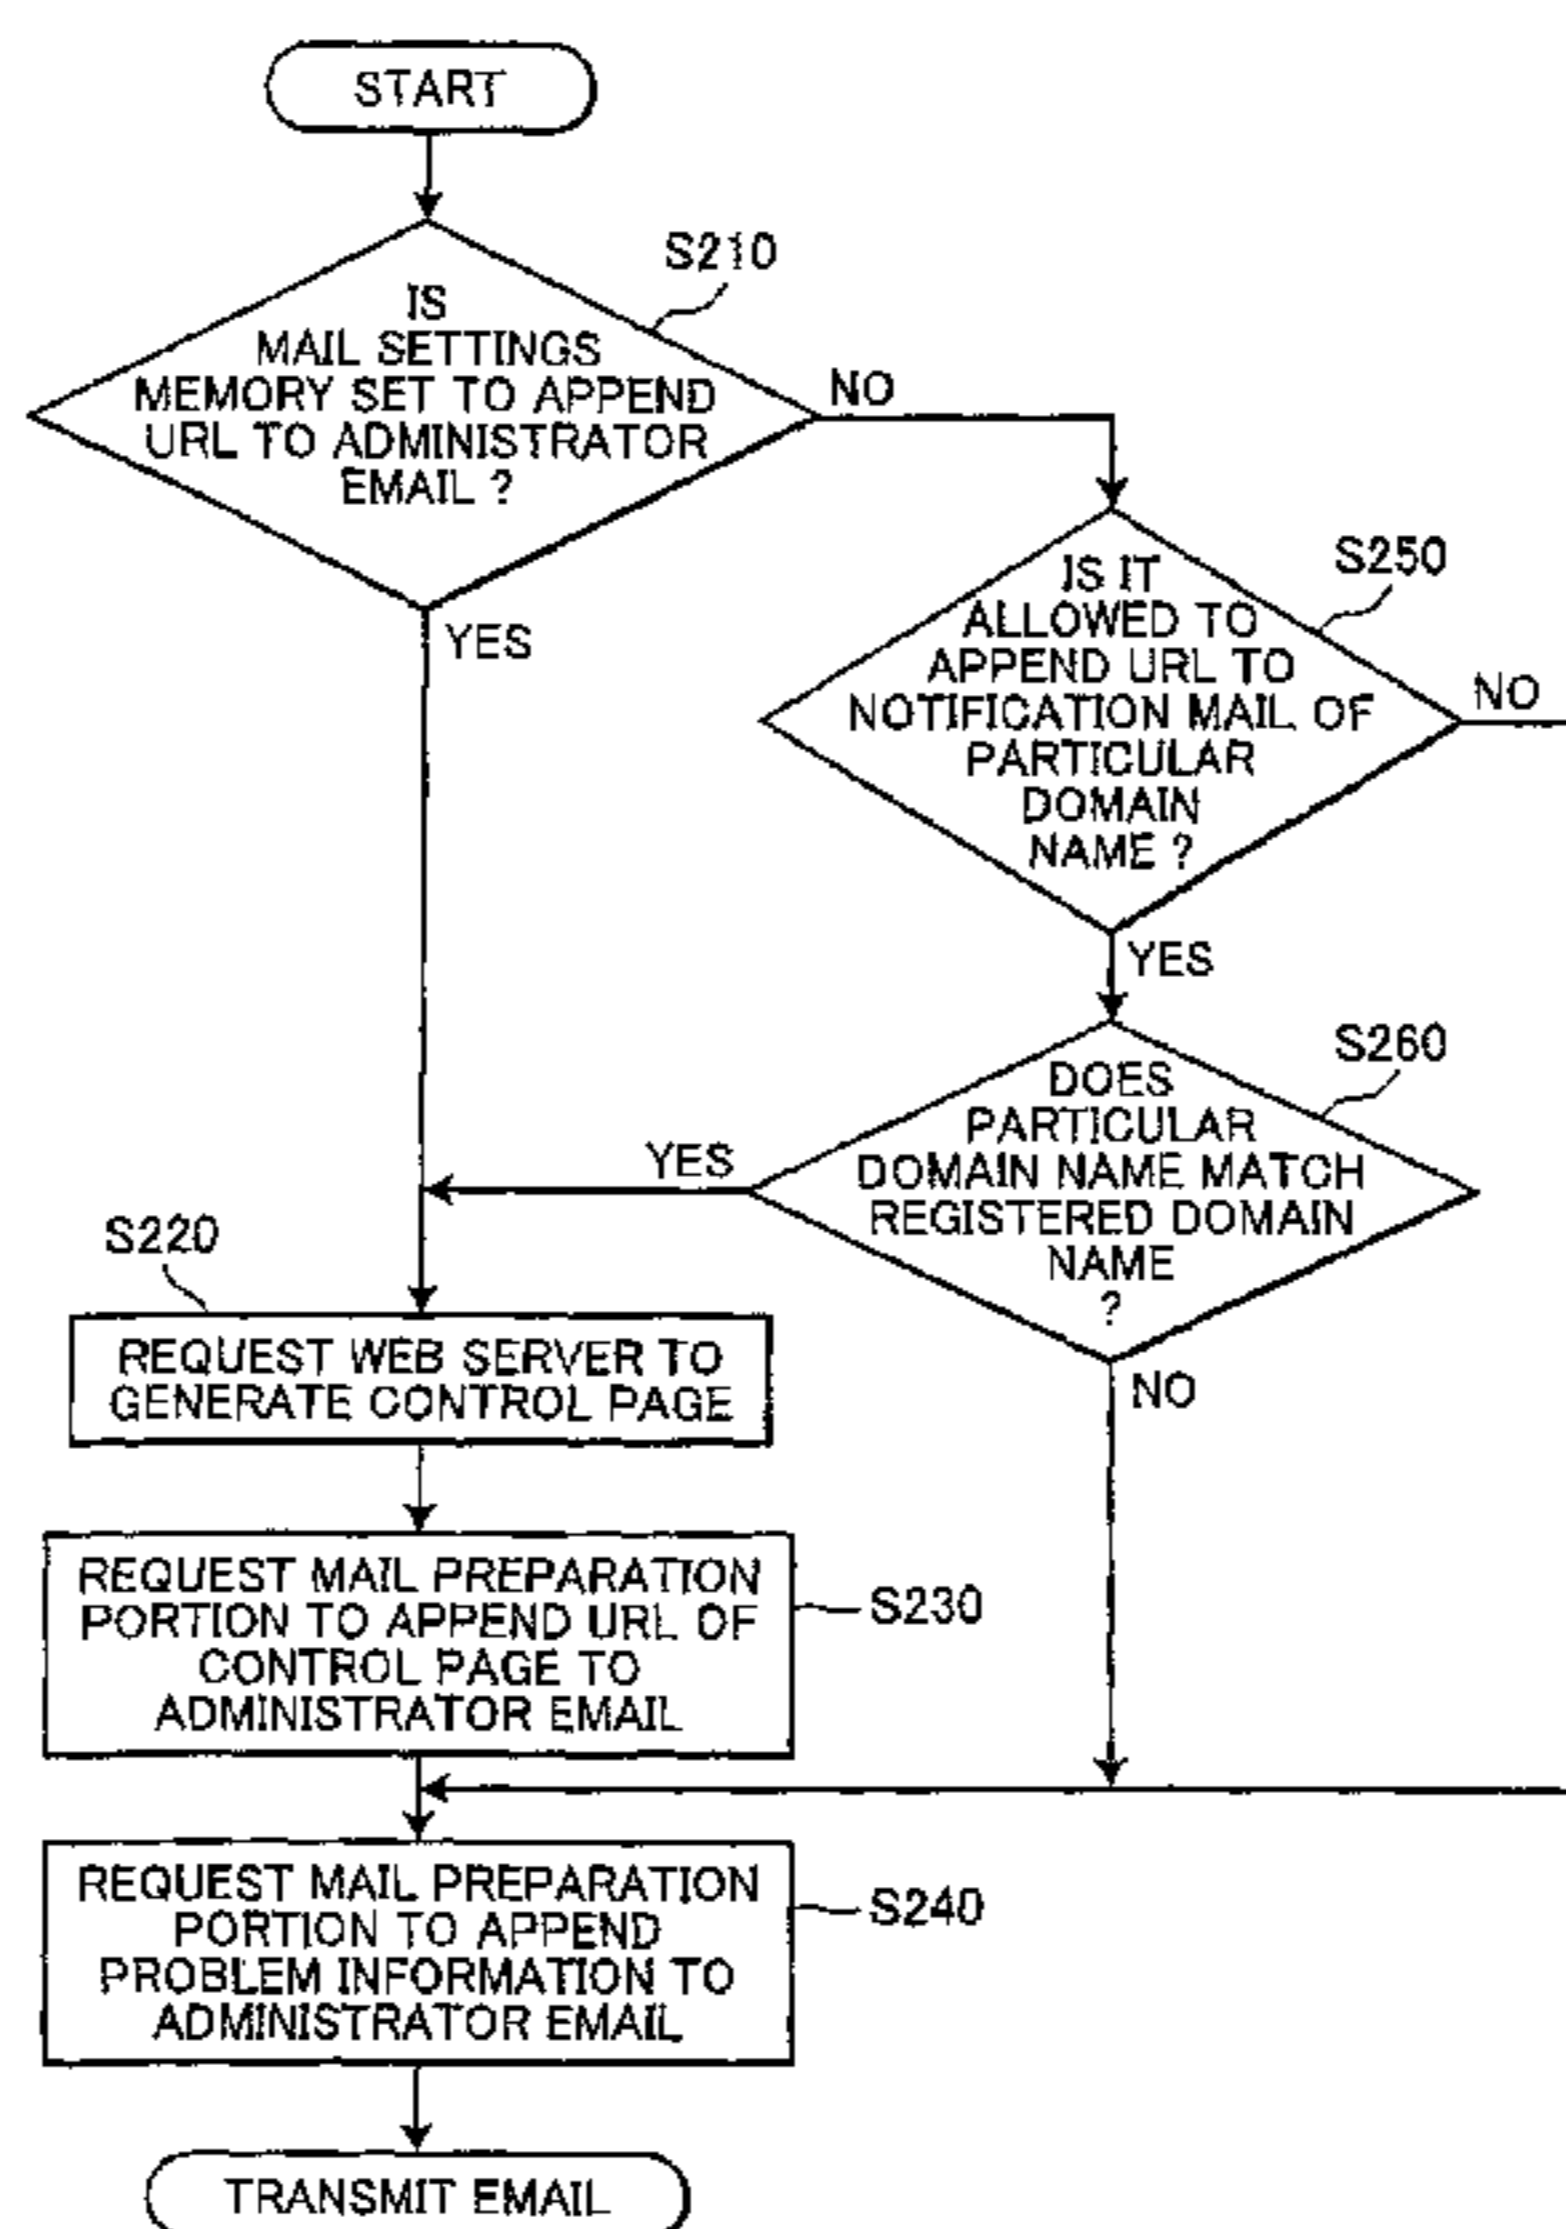 START
S210
IS
MAIL SETTINGS
MEMORY SET TO APPEND
URL TO ADMINISTRATOR
EMAIL ?
NO
YES
S250
IS IT
ALLOWED TO
APPEND URL TO
NOTIFICATION MAIL OF
PARTICULAR
DOMAIN
NAME ?
NO
YES
S260
DOES
PARTICULAR
DOMAIN NAME MATCH
REGISTERED DOMAIN
NAME
?
YES
NO
S220
REQUEST WEB SERVER TO
GENERATE CONTROL PAGE
REQUEST MAIL PREPARATION
PORTION TO APPEND URL OF
CONTROL PAGE TO
ADMINISTRATOR EMAIL
S230
REQUEST MAIL PREPARATION
PORTION TO APPEND
PROBLEM INFORMATION TO
ADMINISTRATOR EMAIL
S240
TRANSMIT EMAIL